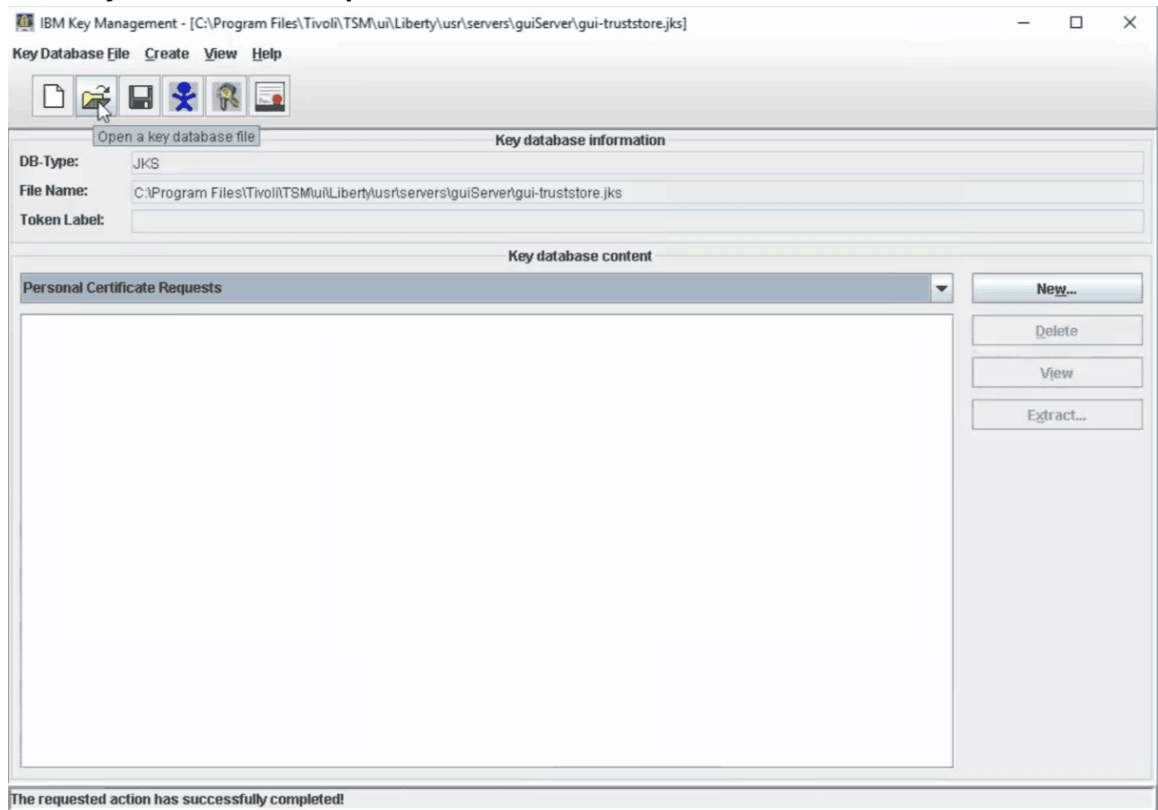 IBM Key Management - [C:\Program Files\Tivoli\TSM\ui\Liberty\usr\servers\guiServer\gui-truststore.jks]
Key Database File Create View Help
Open a key database file
Key database information
DB-Type: JKS
File Name: C:\Program Files\Tivoli\TSM\ui\Liberty\usr\servers\guiServer\gui-truststore.jks
Token Label:
Key database content
Personal Certificate Requests
New...
Delete
View
Extract...
The requested action has successfully completed!